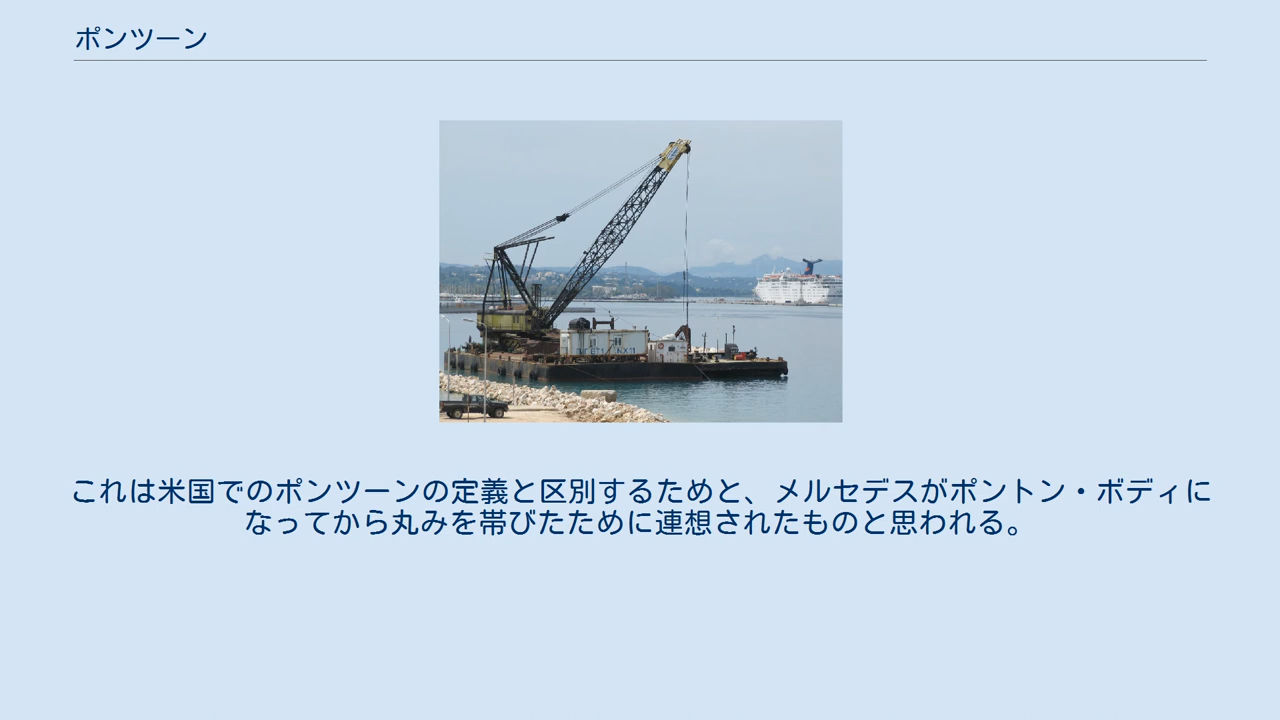 ポンツーン
これは米国でのポンツーンの定義と区別するためと、メルセデスがポントン・ボディに
なってから丸みを帯びたために連想されたものと思われる。